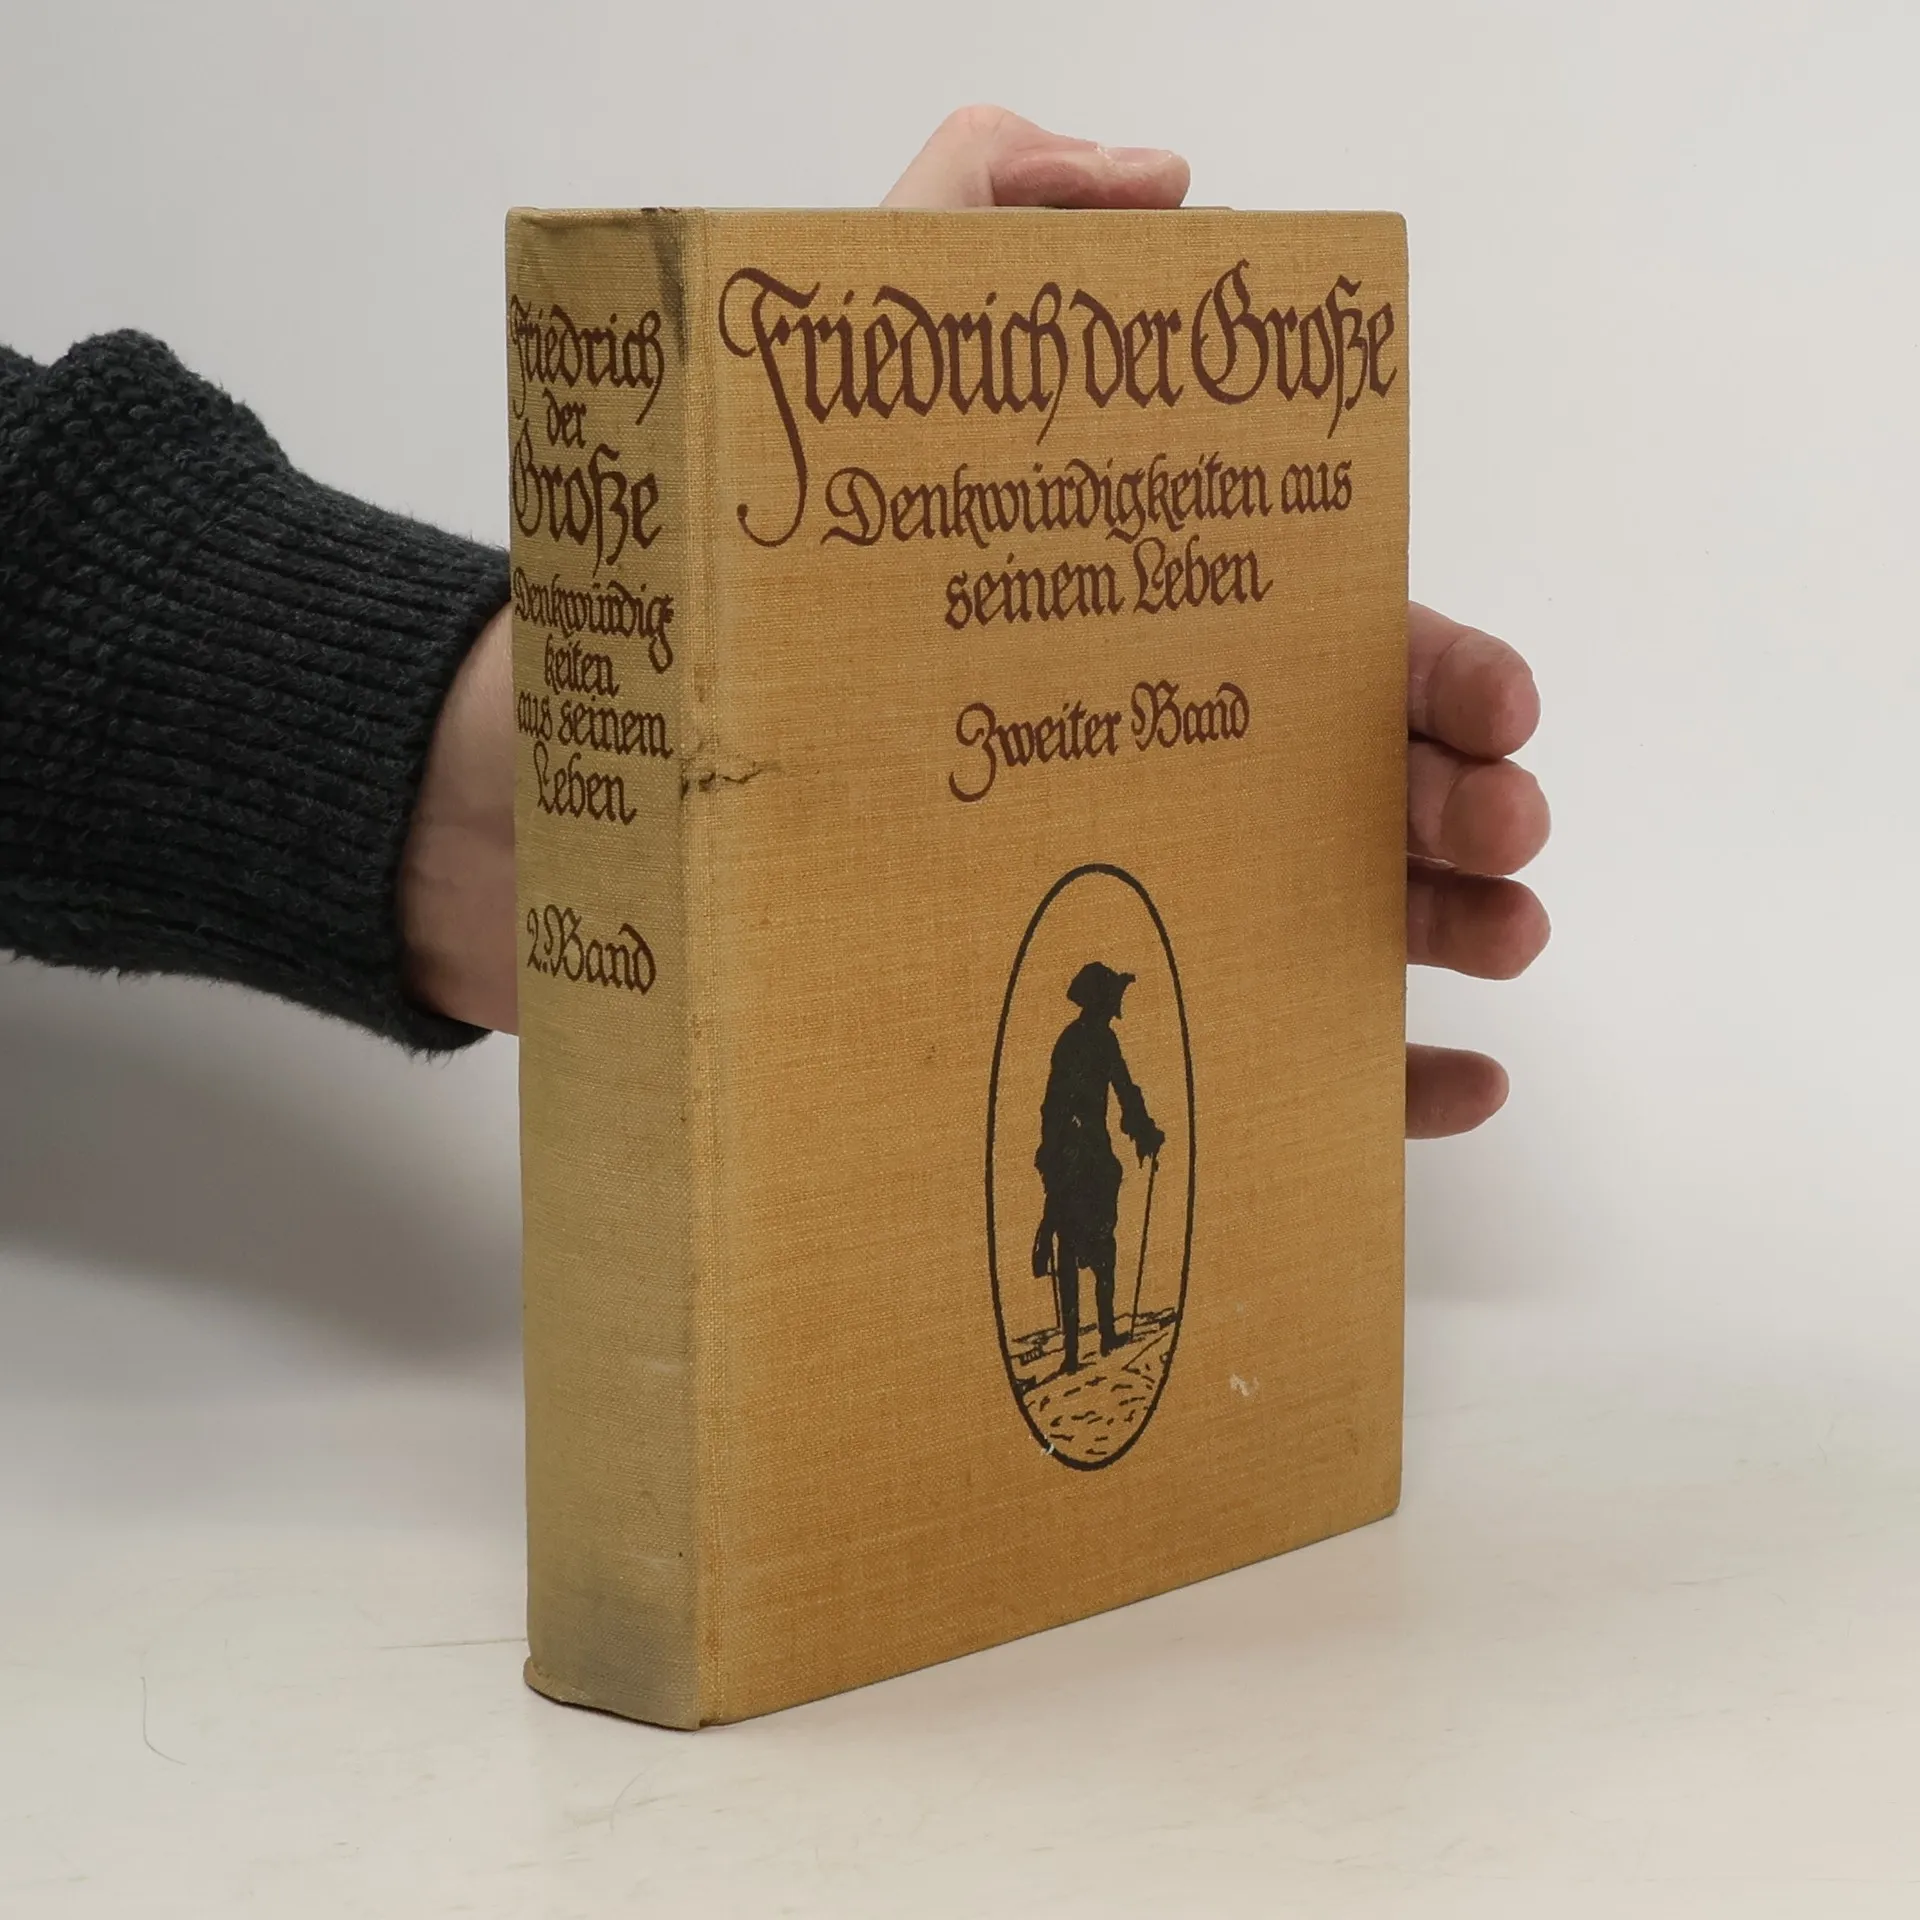 Friedrich
der
Große
Denkwürdig-
keiten
aus seinem
Leben
2. Band
Friedrich der Große
Denkwürdigkeiten aus
seinem Leben
Zweiter Band